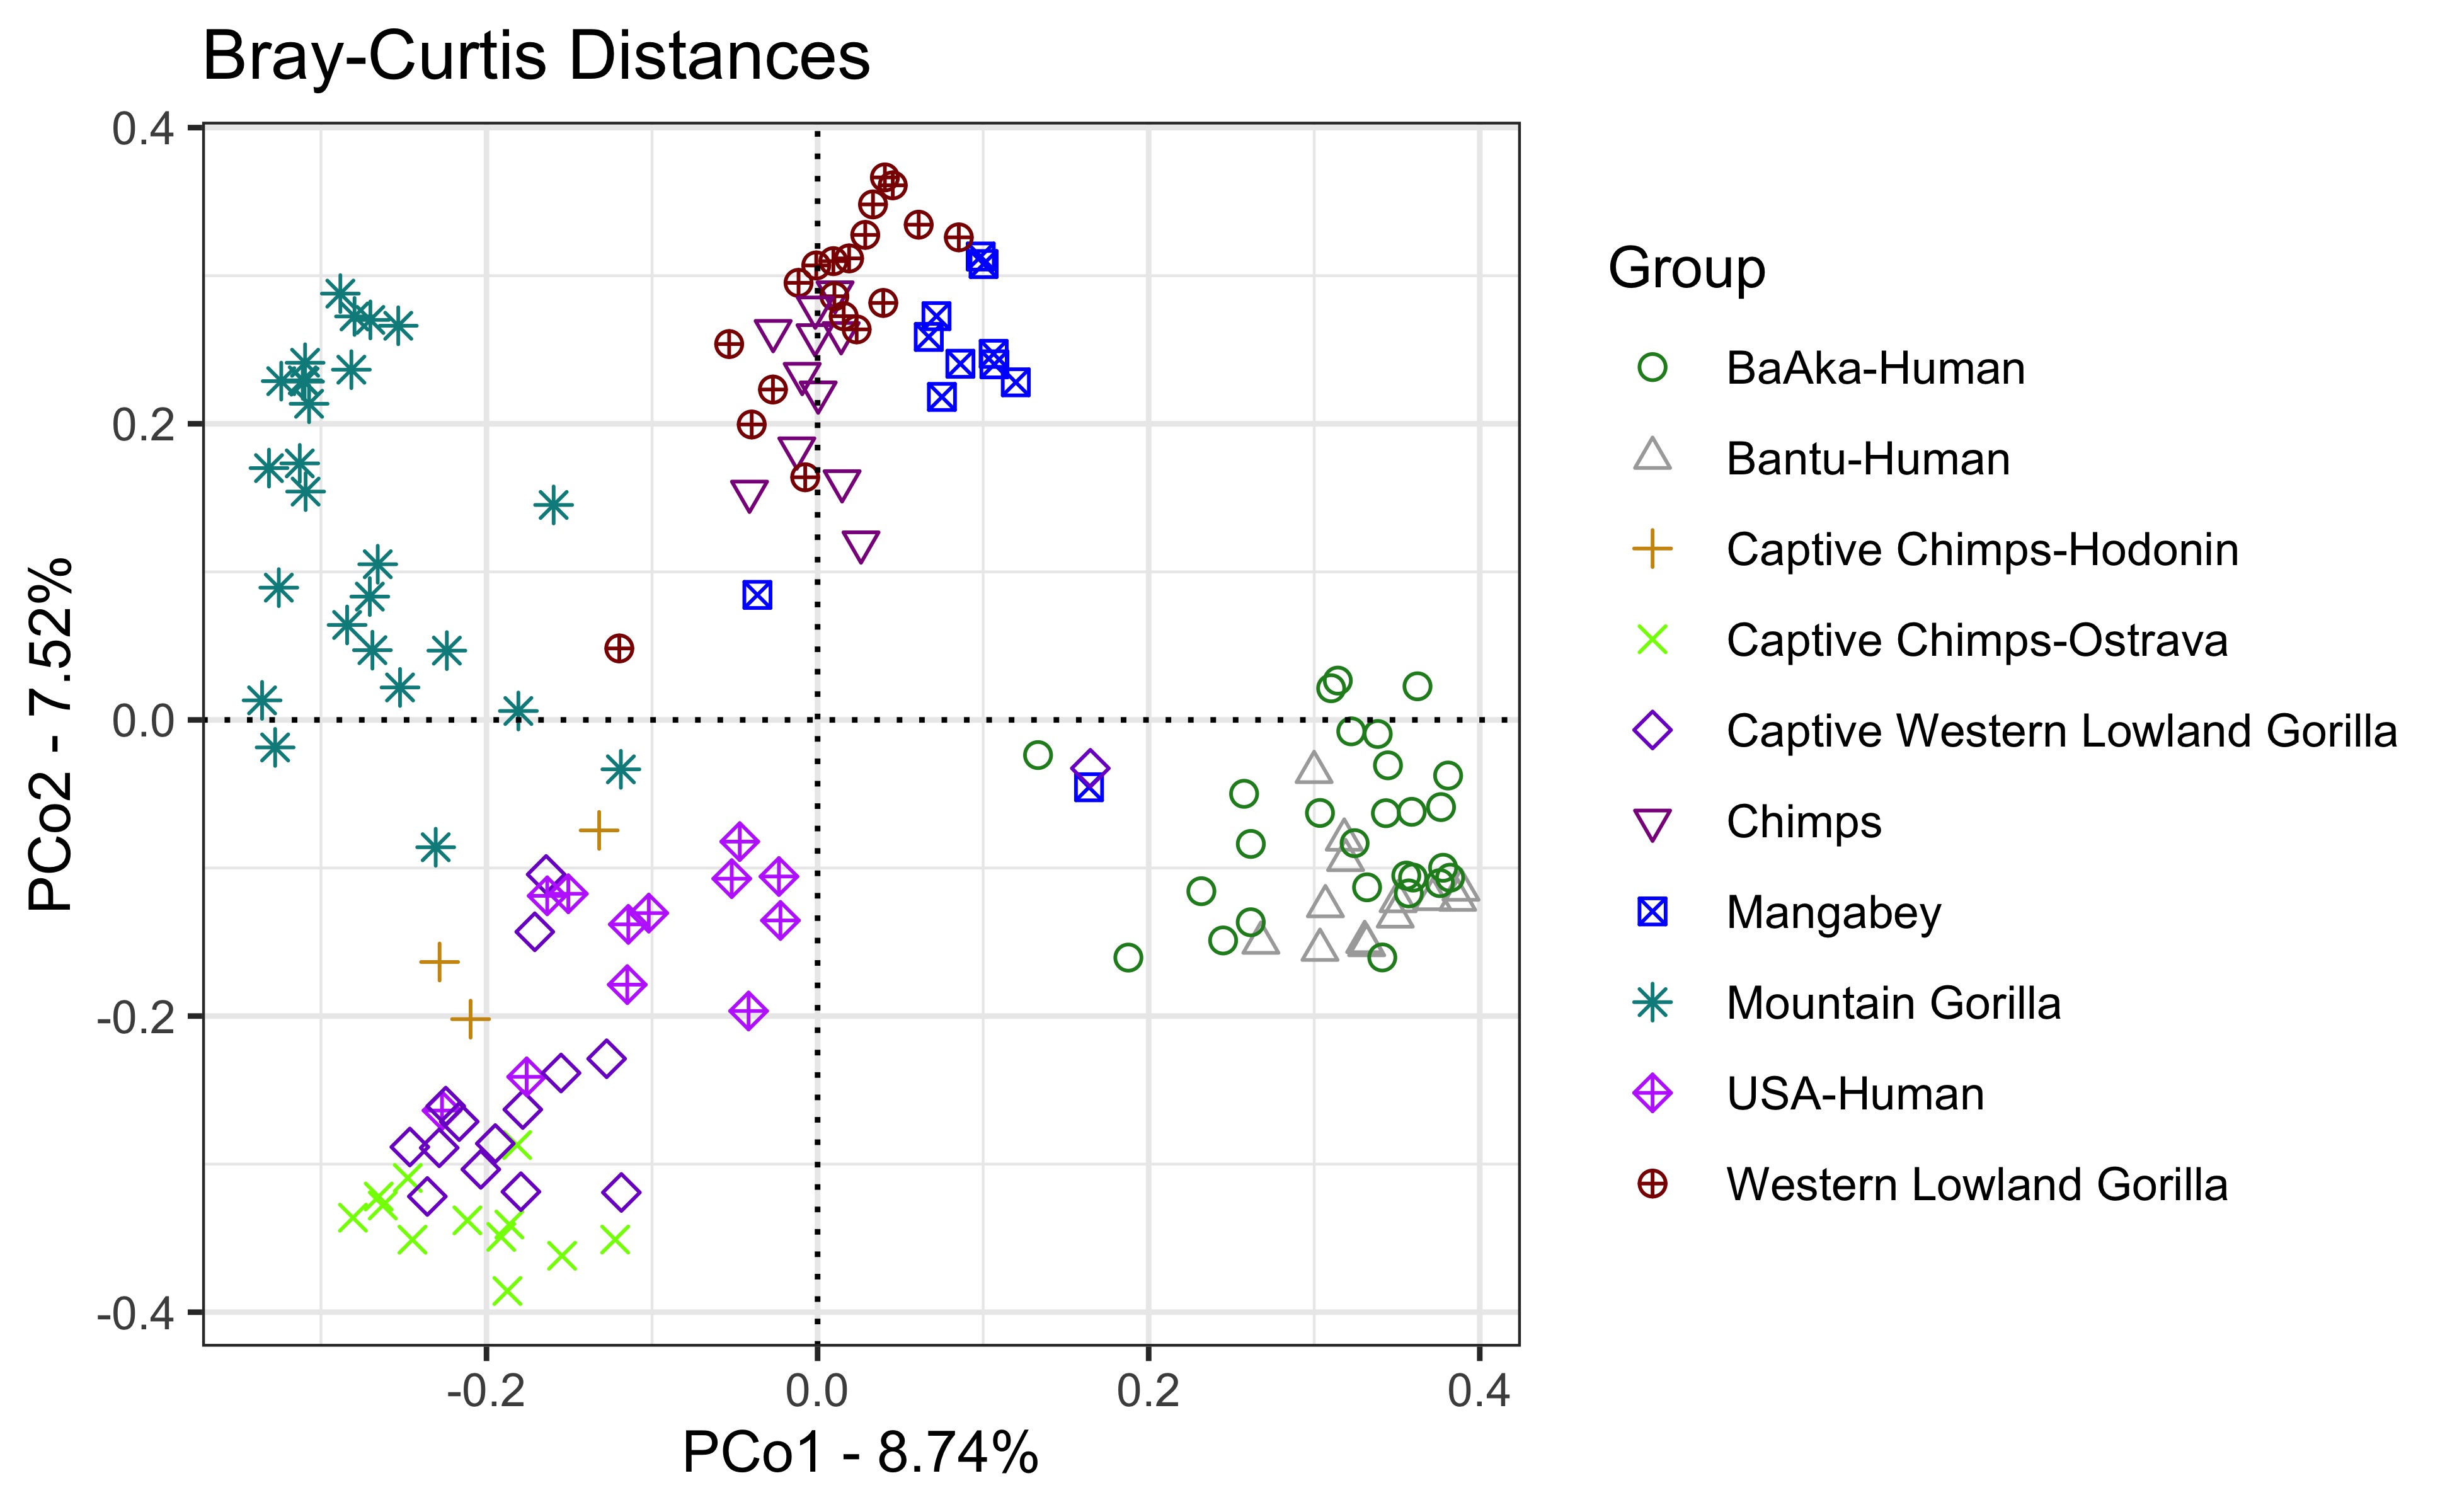 Bray-Curtis Distances
0.4
0.2
0.0
-0.2
-0.4
PCo2 - 7.52%
-0.2 0.0 0.2 0.4
PCo1 - 8.74%
Group
BaAka-Human
Bantu-Human
Captive Chimps-Hodonin
Captive Chimps-Ostrava
Captive Western Lowland Gorilla
Chimps
Mangabey
Mountain Gorilla
USA-Human
Western Lowland Gorilla